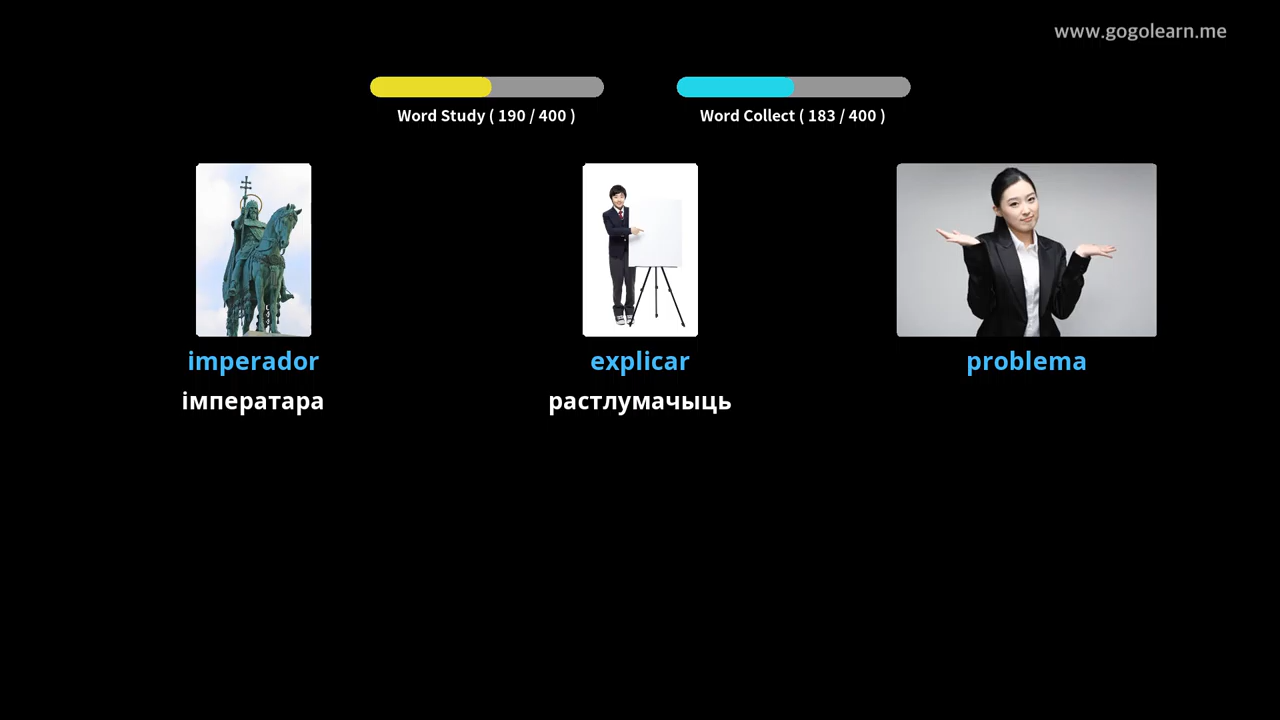 www.gogolearn.me
Word Study ( 190 / 400 )
Word Collect ( 183 / 400 )
imperador
explicar
problema
імператара
растлумачыць